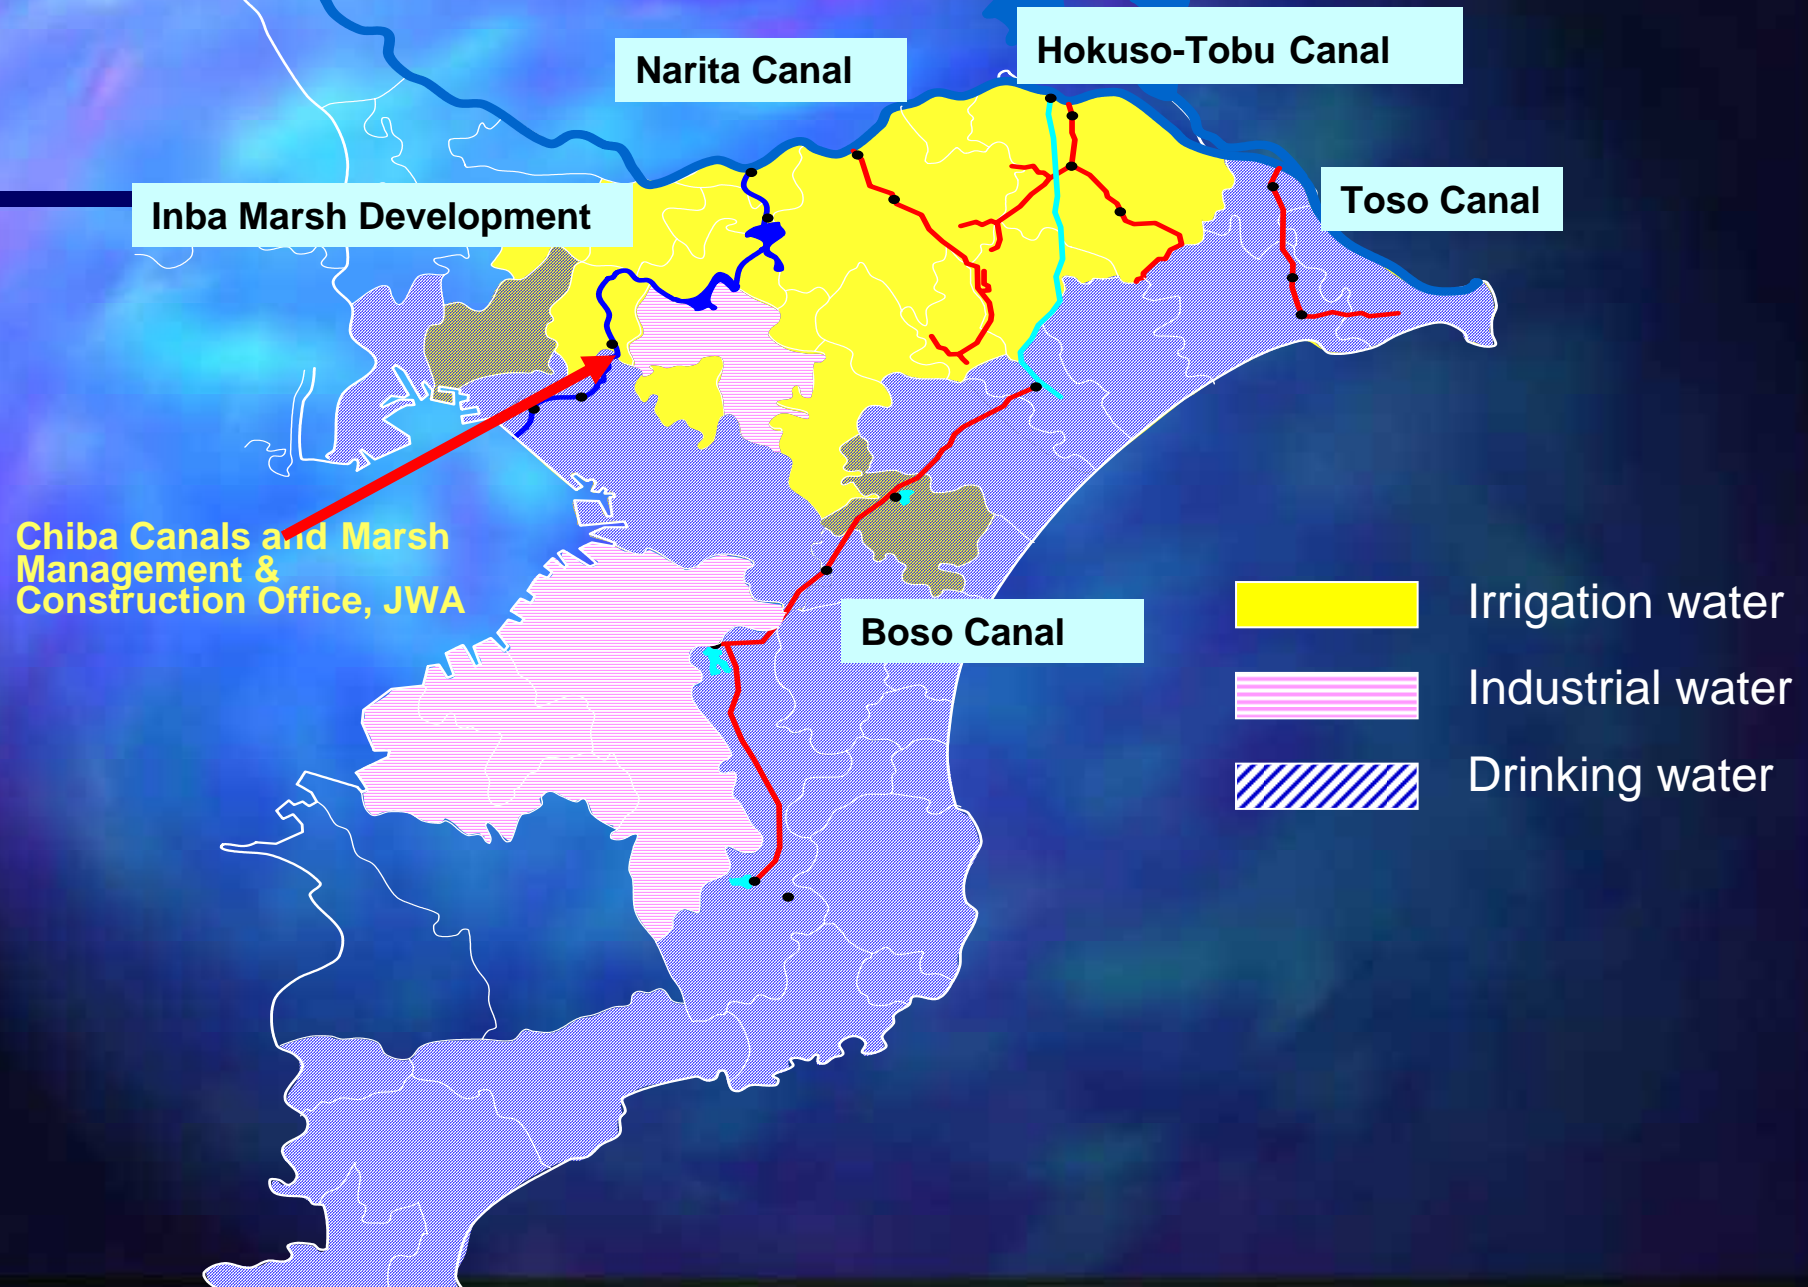 Narita Canal
Hokuso-Tobu Canal
Inba Marsh Development
Toso Canal
Chiba Canals and Marsh
Management &
Construction Office, JWA
Boso Canal
Irrigation water
Industrial water
Drinking water